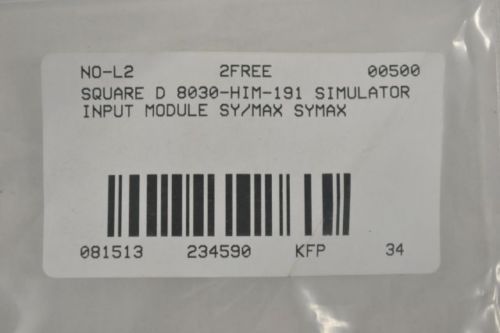 NO-L2 2FREE 00500
SQUARE D 8030-HIM-191 SIMULATOR
INPUT MODULE SY/MAX SYMAX
081513 234590 KFP 34